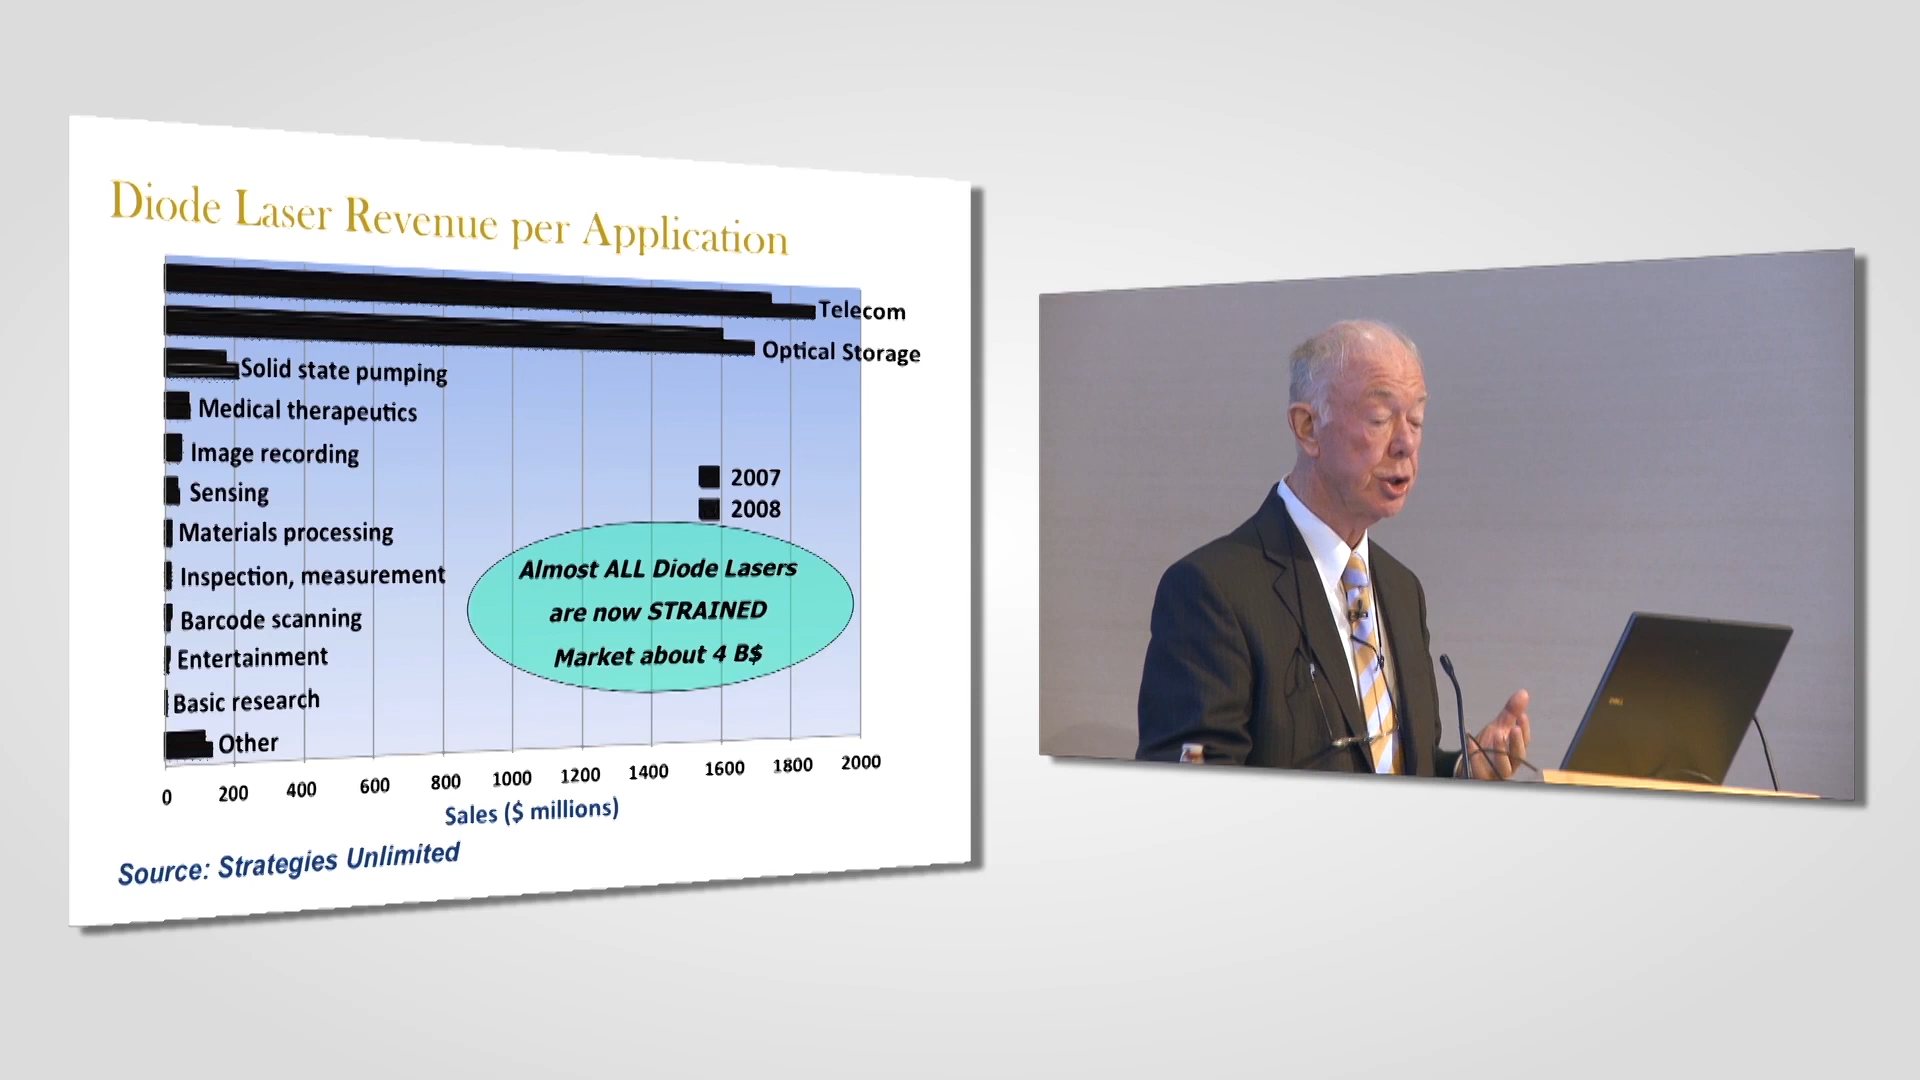 Diode Laser Revenue per Application
Telecom
Optical Storage
Solid state pumping
Medical therapeutics
Image recording
Sensing
Materials processing
Inspection, measurement
Barcode scanning
Entertainment
Basic research
Other
2007
2008
Almost ALL Diode Lasers
are now STRAINED
Market about 4 B$
0 200 400 600 800 1000 1200 1400 1600 1800 2000
Sales ($ millions)
Source: Strategies Unlimited
DELL